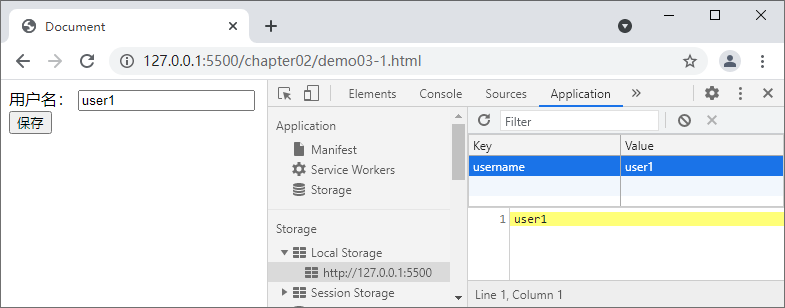 Document
127.0.0.1:5500/chapter02/demo03-1.html
用户名： user1
保存
Elements Console Sources Application
Application
Manifest
Service Workers
Storage
Storage
Local Storage
http://127.0.0.1:5500
Session Storage
Filter
Key Value
username user1
1 user1
Line 1, Column 1